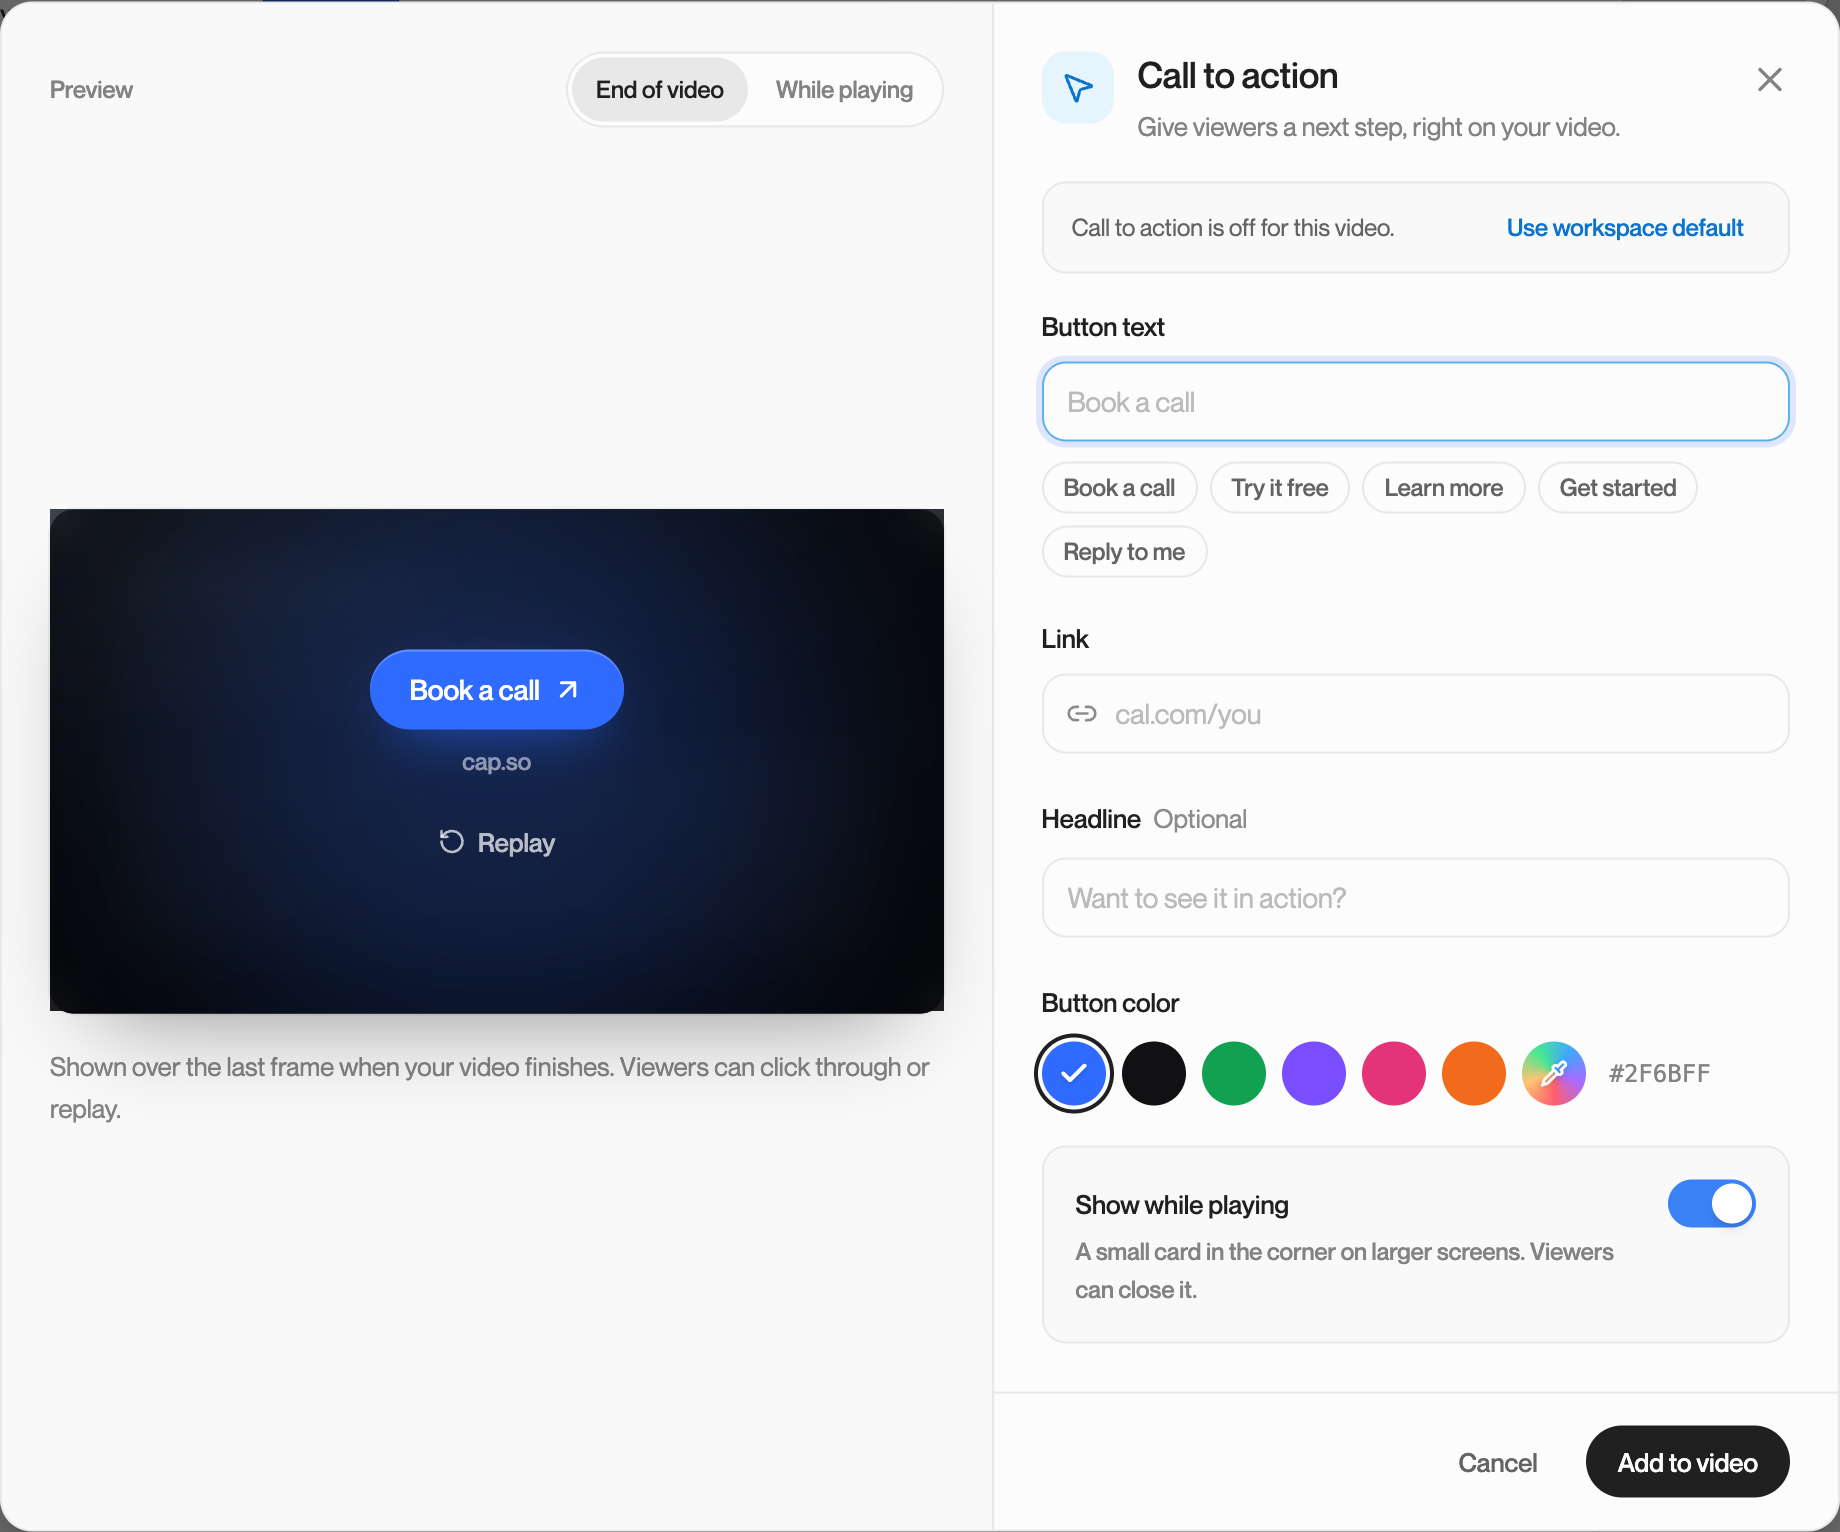 Preview
End of video
While playing
Book a call
cap.so
Replay
Shown over the last frame when your video finishes. Viewers can click through or
replay.
Call to action
Give viewers a next step, right on your video.
Call to action is off for this video.
Use workspace default
Button text
Book a call
Book a call
Try it free
Learn more
Get started
Reply to me
Link
cal.com/you
Headline Optional
Want to see it in action?
Button color
#2F6BFF
Show while playing
A small card in the corner on larger screens. Viewers
can close it.
Cancel
Add to video